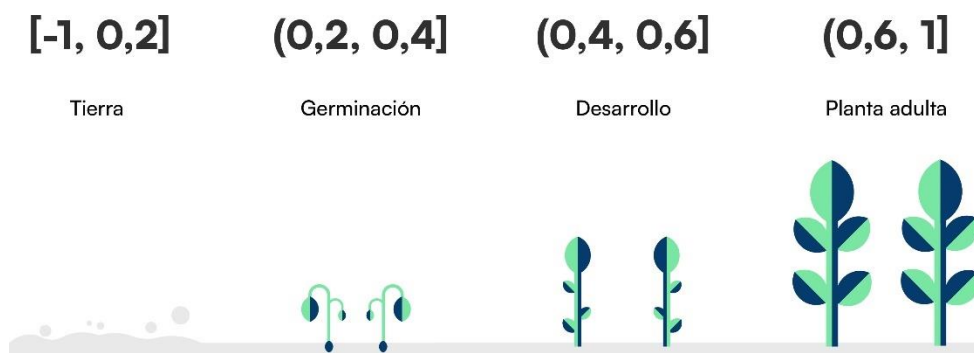 [-1, 0,2] (0,2, 0,4] (0,4, 0,6] (0,6, 1]
Tierra Germinación Desarrollo Planta adulta